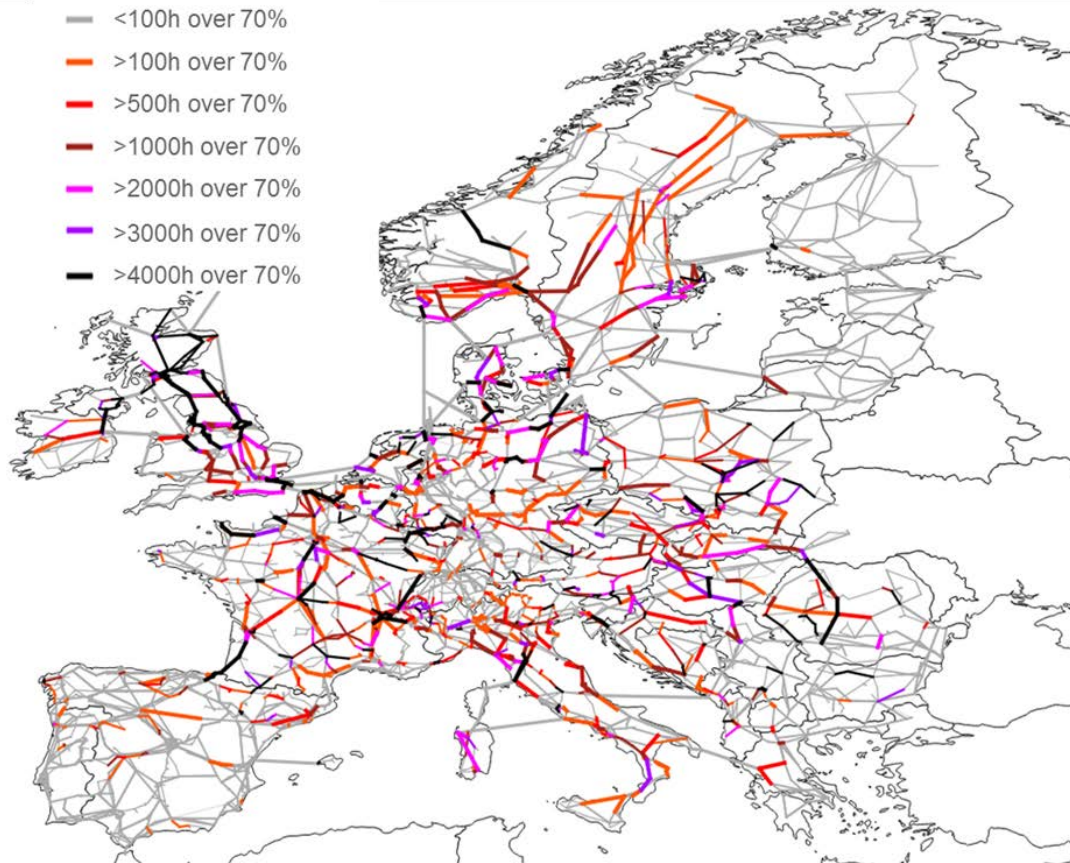 <100h over 70%
>100h over 70%
>500h over 70%
>1000h over 70%
>2000h over 70%
>3000h over 70%
>4000h over 70%